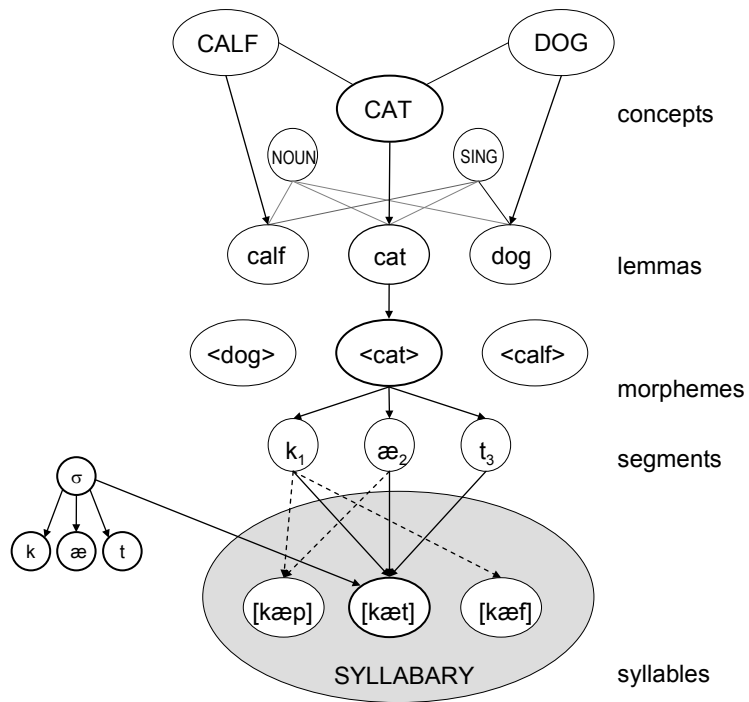 CALF DOG
CAT
concepts
NOUN SING
calf cat dog
lemmas
<dog> <cat> <calf>
morphemes
k₁ æ₂ t₃
segments
σ
k æ t
[kæp] [kæt] [kæf]
SYLLABARY
syllables